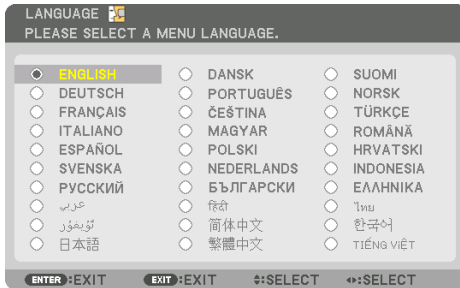 LANGUAGE
PLEASE SELECT A MENU LANGUAGE.
ENGLISH DANSK SUOMI
DEUTSCH PORTUGUÊS NORSK
FRANÇAIS ČEŠTINA TÜRKÇE
ITALIANO MAGYAR ROMÂNĂ
ESPAÑOL POLSKI HRVATSKI
SVENSKA NEDERLANDS INDONESIA
РУССКИЙ БЪЛГАРСКИ ΕΛΛΗΝΙΚΑ
عربي हिंदी ไทย
ئۇيغۇر 简体中文 한국어
日本語 繁體中文 TIẾNG VIỆT
ENTER:EXIT EXIT:EXIT :SELECT :SELECT